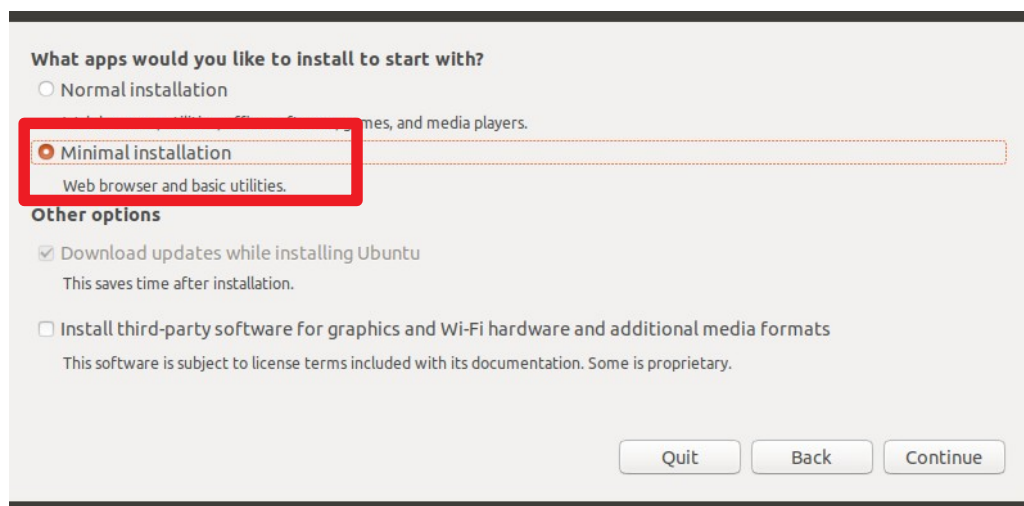 What apps would you like to install to start with?
Normal installation
games, and media players.
Minimal installation
Web browser and basic utilities.
Other options
Download updates while installing Ubuntu
This saves time after installation.
Install third-party software for graphics and Wi-Fi hardware and additional media formats
This software is subject to license terms included with its documentation. Some is proprietary.
Quit Back Continue